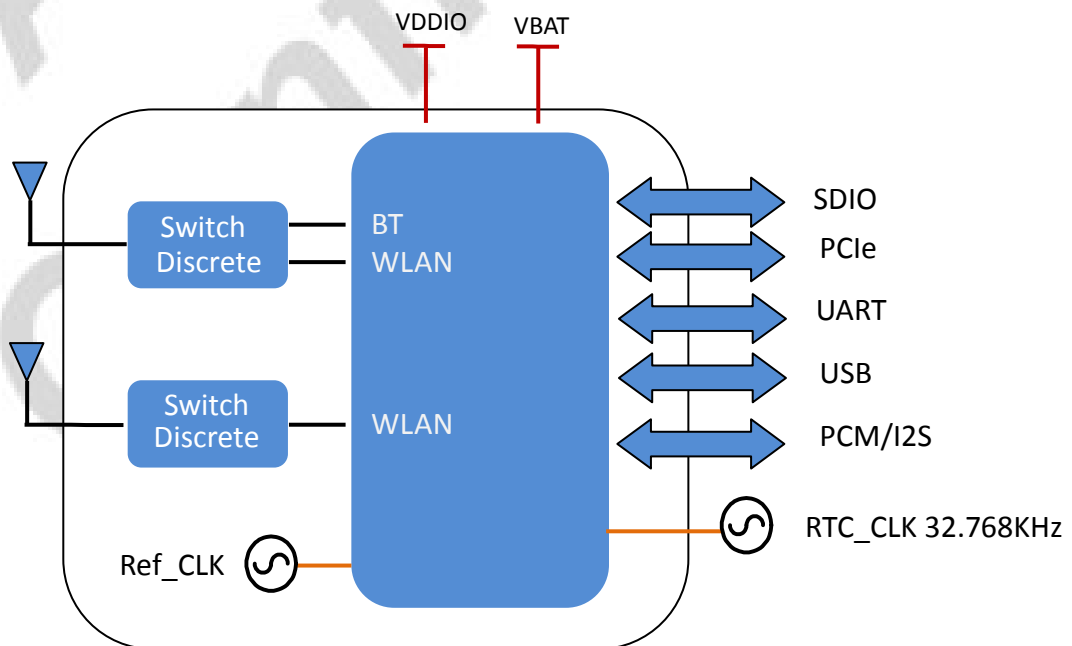 VDDIO
VBAT
Switch
Discrete
BT
WLAN
Switch
Discrete
WLAN
SDIO
PCIe
UART
USB
PCM/I2S
RTC_CLK 32.768KHz
Ref_CLK